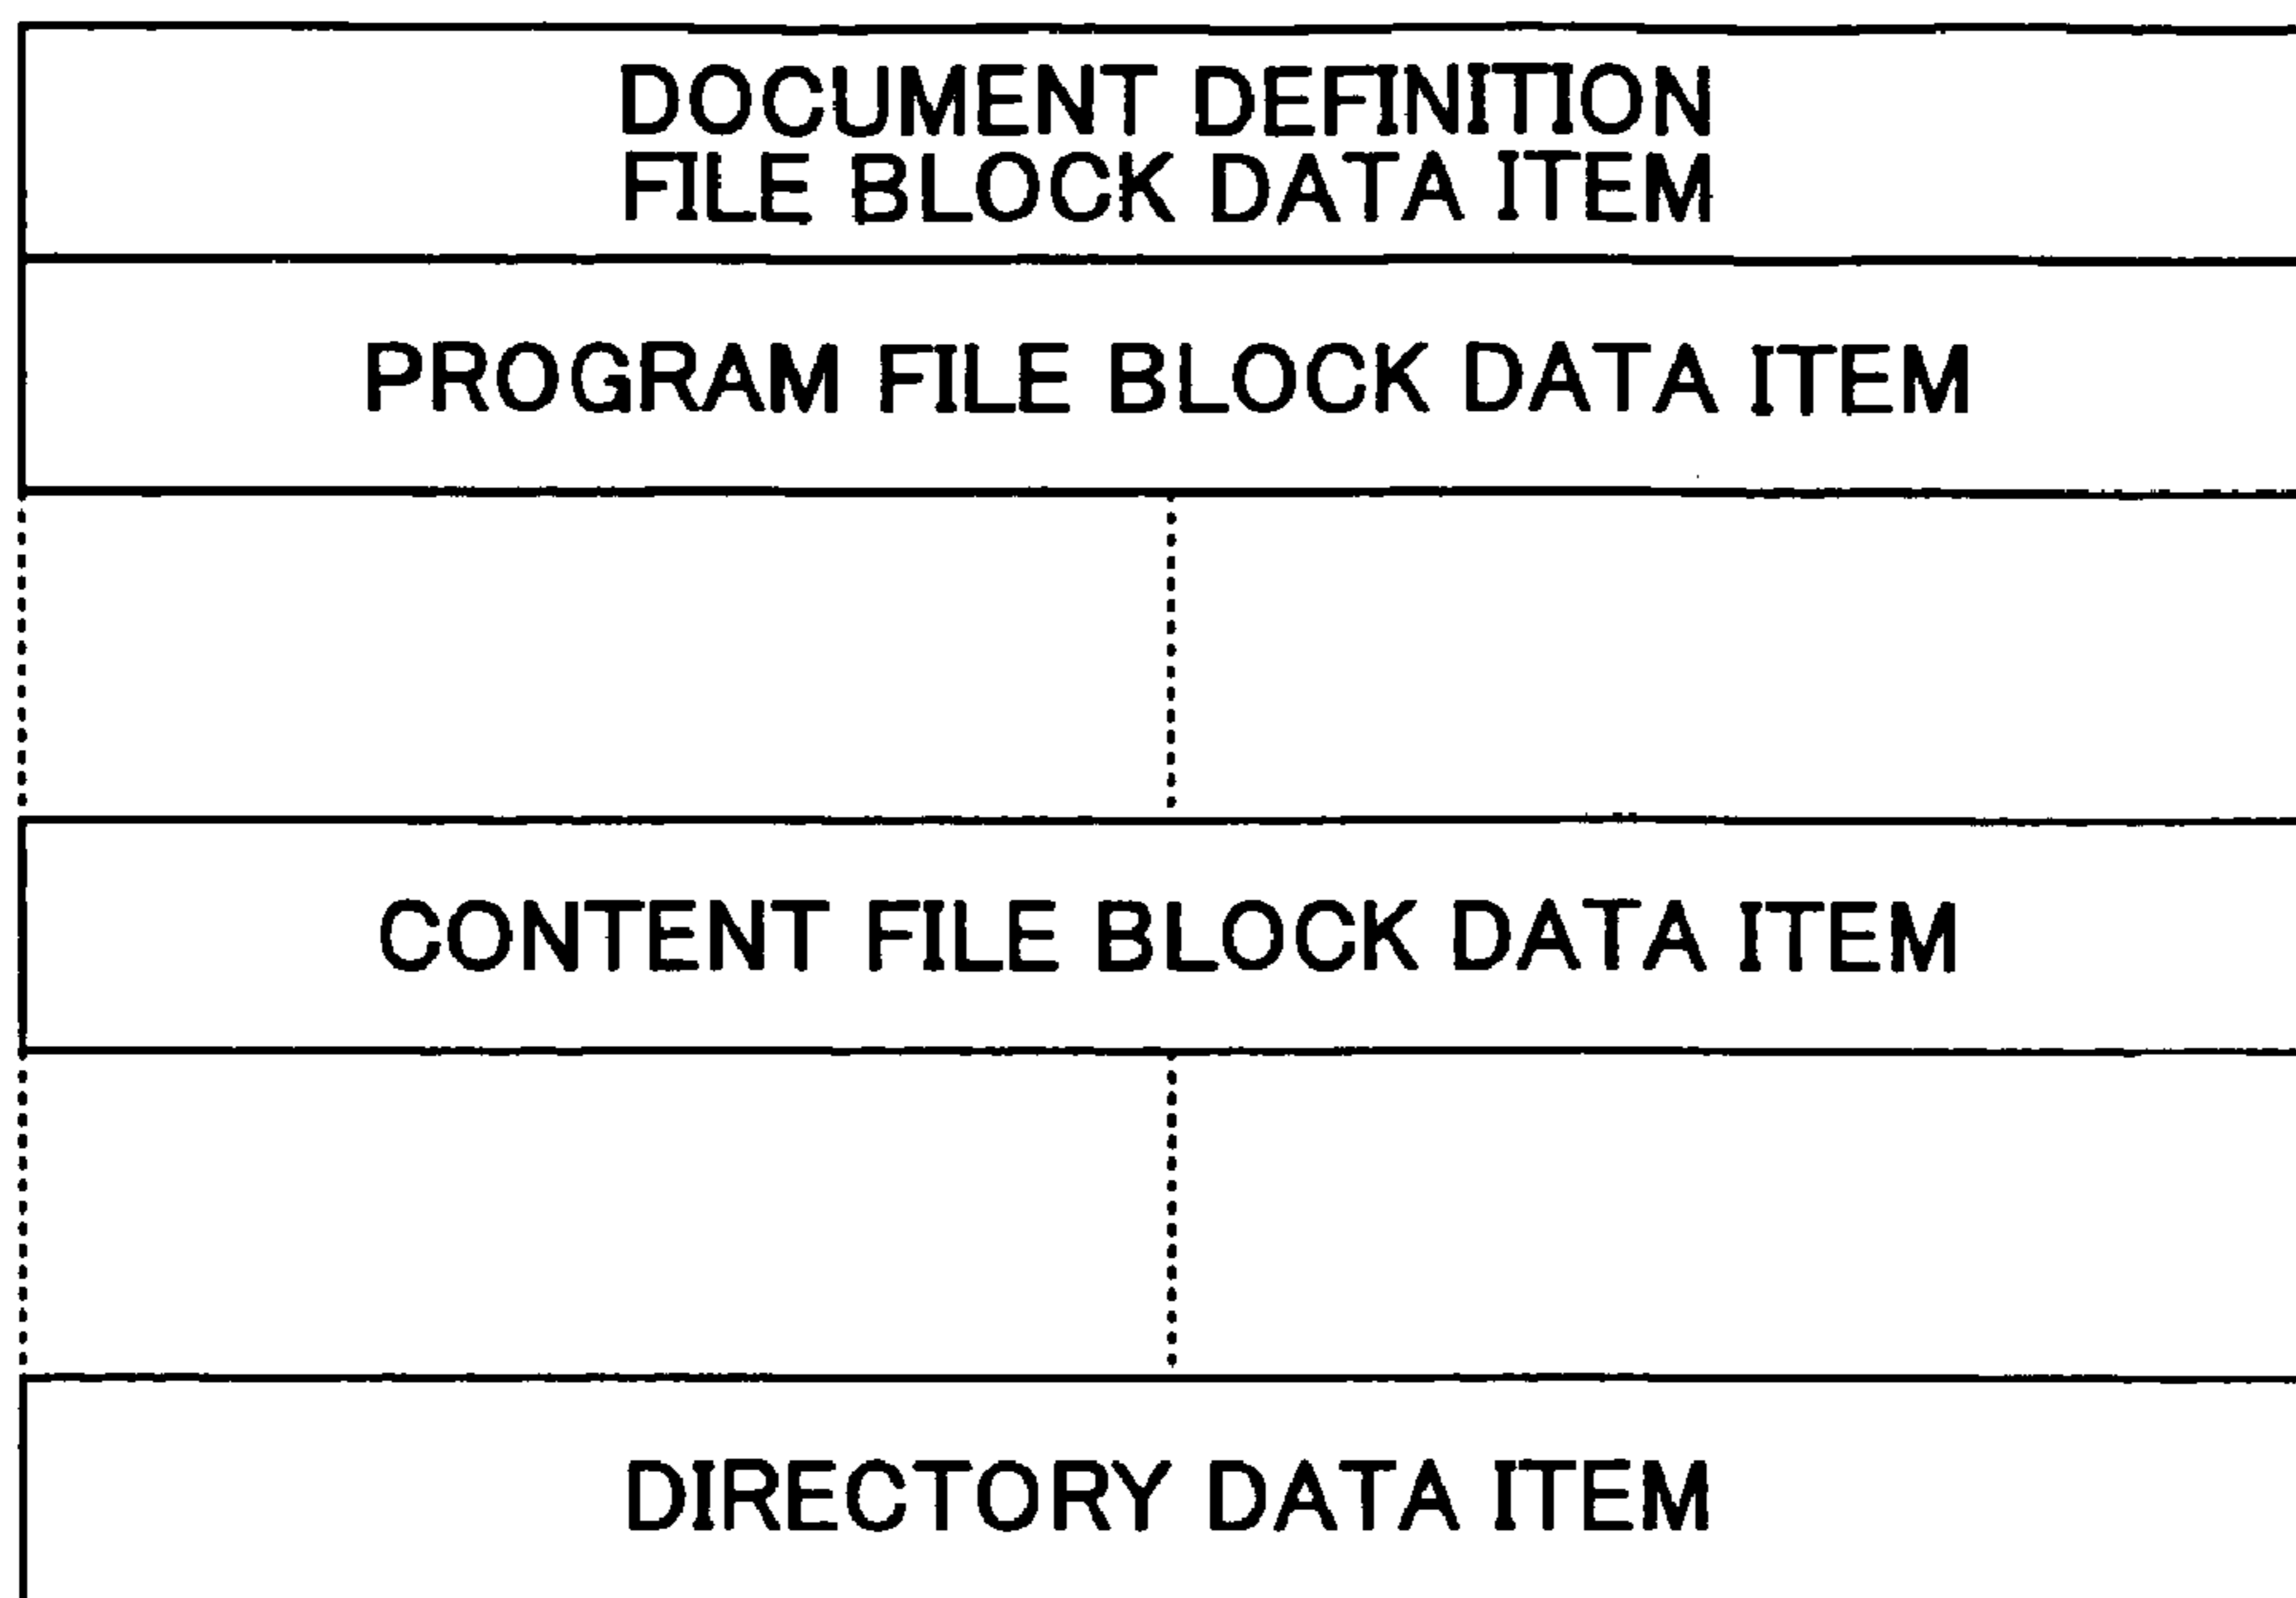 DOCUMENT DEFINITION
FILE BLOCK DATA ITEM
PROGRAM FILE BLOCK DATA ITEM
CONTENT FILE BLOCK DATA ITEM
DIRECTORY DATA ITEM